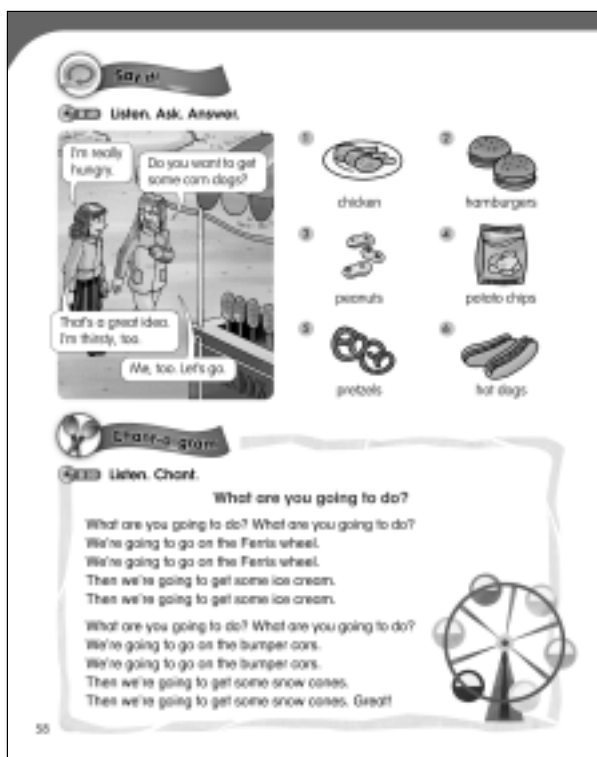 Say it!
Listen. Ask. Answer.
I'm really
hungry.
Do you want to get
some corn dogs?
That's a great idea.
I'm thirsty, too.
Me, too. Let's go.
1
chicken
2
hamburgers
3
peanuts
4
potato chips
5
pretzels
6
hot dogs
Chant-a-gram
Listen. Chant.
What are you going to do?
What are you going to do? What are you going to do?
We're going to go on the Ferris wheel.
We're going to go on the Ferris wheel.
Then we're going to get some ice cream.
Then we're going to get some ice cream.
What are you going to do? What are you going to do?
We're going to go on the bumper cars.
We're going to go on the bumper cars.
Then we're going to get some snow cones.
Then we're going to get some snow cones. Great!
58